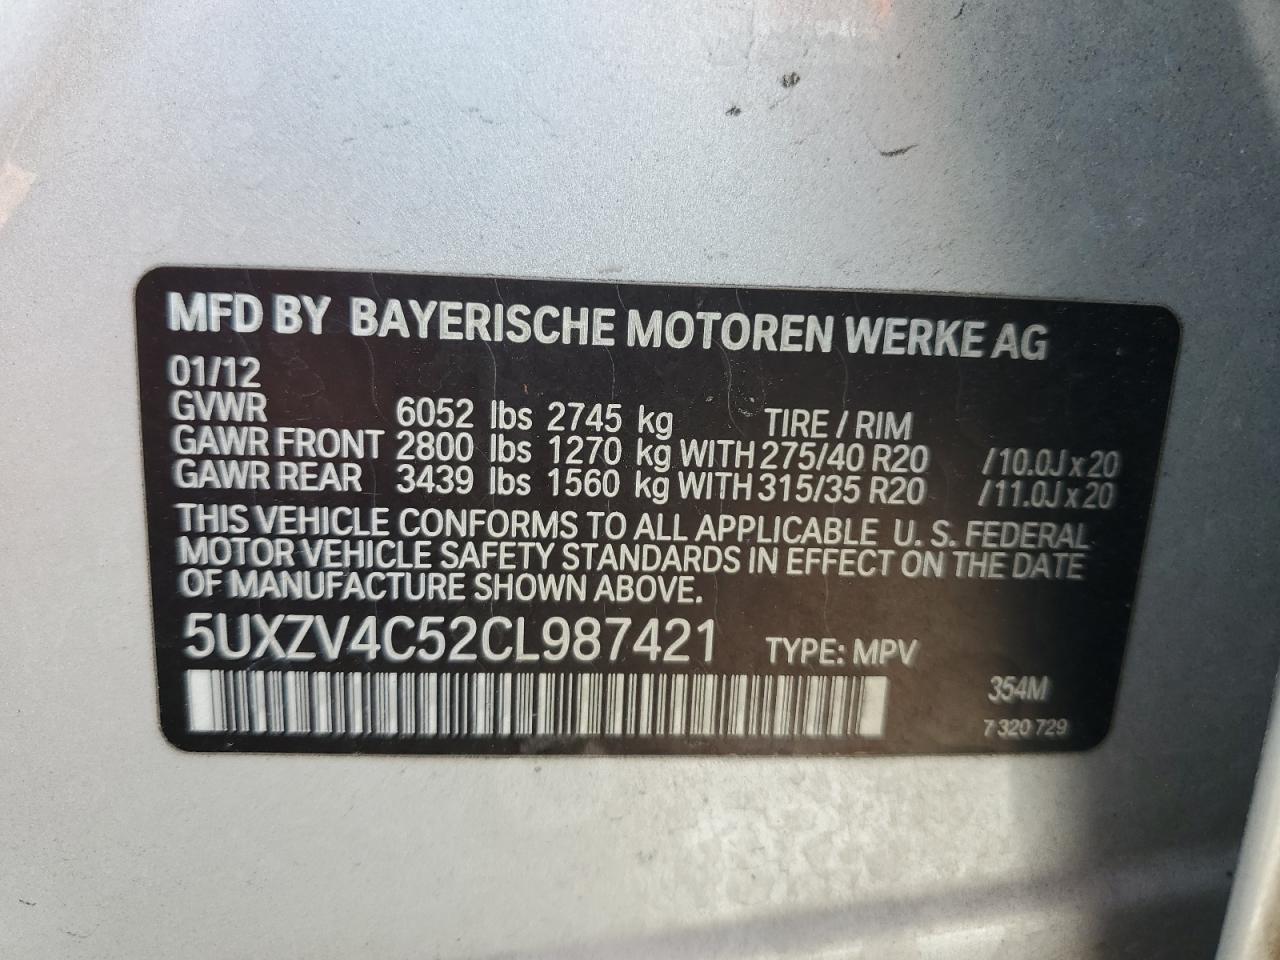 MFD BY BAYERISCHE MOTOREN WERKE AG
01/12
GVWR 6052 lbs 2745 kg TIRE / RIM
GAWR FRONT 2800 lbs 1270 kg WITH 275/40 R20 /10.0J x 20
GAWR REAR 3439 lbs 1560 kg WITH 315/35 R20 /11.0J x 20
THIS VEHICLE CONFORMS TO ALL APPLICABLE U. S. FEDERAL
MOTOR VEHICLE SAFETY STANDARDS IN EFFECT ON THE DATE
OF MANUFACTURE SHOWN ABOVE.
5UXZV4C52CL987421 TYPE: MPV
354M
7 320 729